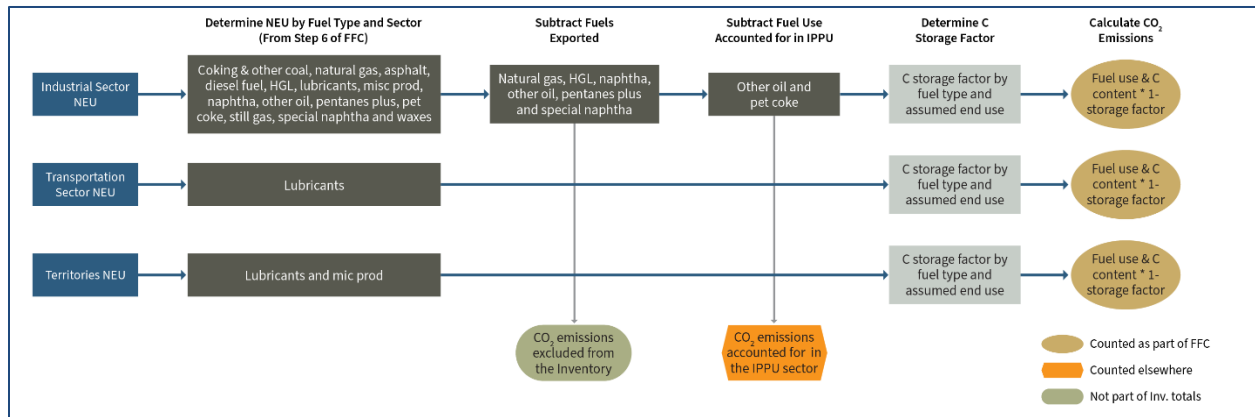 Determine NEU by Fuel Type and Sector
(From Step 6 of FFC)
Subtract Fuels
Exported
Subtract Fuel Use
Accounted for in IPPU
Determine C
Storage Factor
Calculate CO₂
Emissions
Industrial Sector
NEU
Coking & other coal, natural gas, asphalt,
diesel fuel, HGL, lubricants, misc prod,
naphtha, other oil, pentanes plus, pet
coke, still gas, special naphtha and waxes
Natural gas, HGL, naphtha,
other oil, pentanes plus
and special naphtha
Other oil and
pet coke
C storage factor by
fuel type and
assumed end use
Fuel use & C
content * 1-
storage factor
Transportation
Sector NEU
Lubricants
C storage factor by
fuel type and
assumed end use
Fuel use & C
content * 1-
storage factor
Territories NEU
Lubricants and mic prod
C storage factor by
fuel type and
assumed end use
Fuel use & C
content * 1-
storage factor
CO₂ emissions
excluded from
the Inventory
CO₂ emissions
accounted for in
the IPPU sector
Counted as part of FFC
Counted elsewhere
Not part of Inv. totals